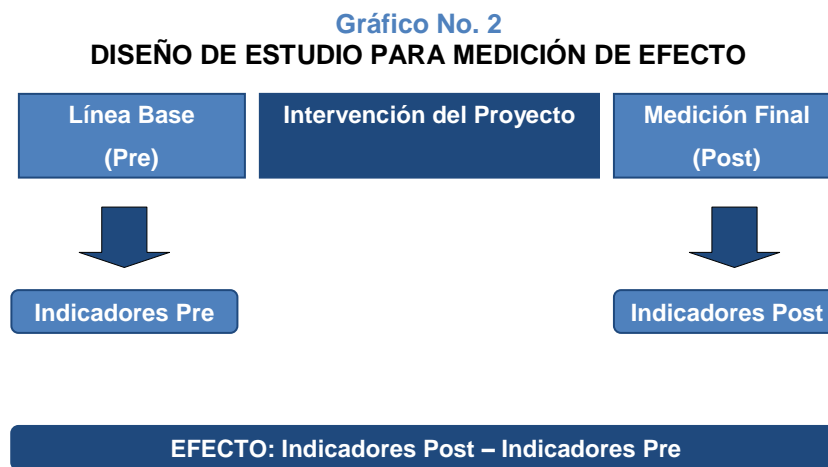 Gráfico No. 2
DISEÑO DE ESTUDIO PARA MEDICIÓN DE EFECTO
Línea Base
(Pre)
Intervención del Proyecto
Medición Final
(Post)
Indicadores Pre
Indicadores Post
EFECTO: Indicadores Post – Indicadores Pre